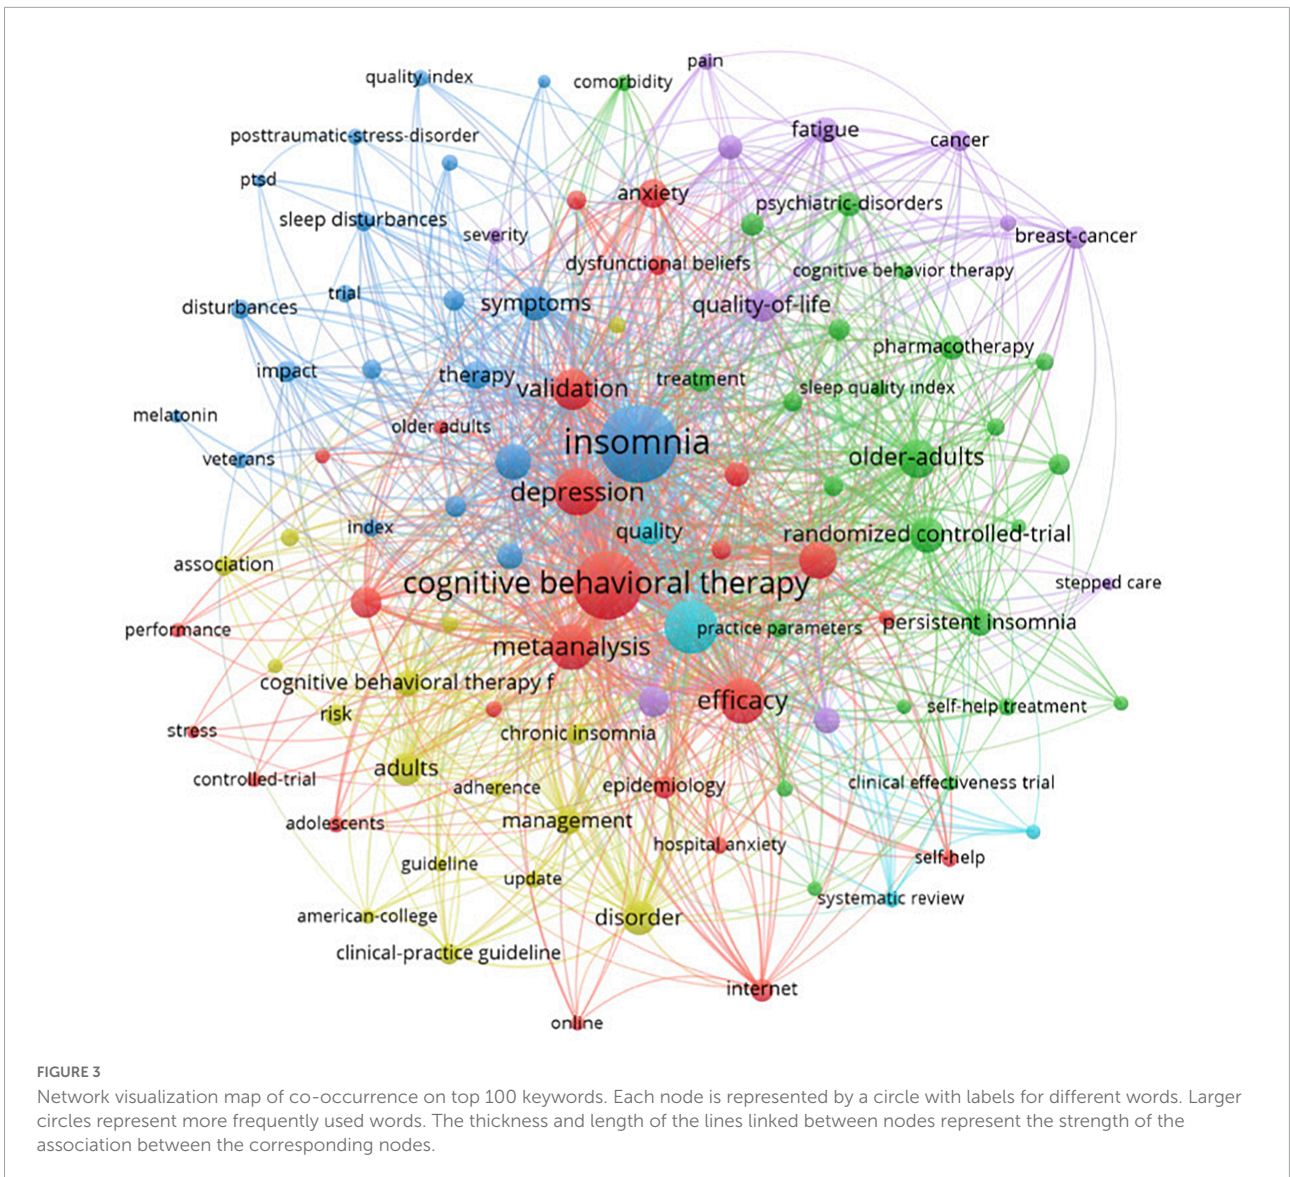 pain
quality index
comorbidity
fatigue
posttraumatic-stress-disorder
cancer
ptsd
anxiety
psychiatric-disorders
sleep disturbances
severity
breast-cancer
dysfunctional beliefs
cognitive behavior therapy
trial
disturbances
symptoms
quality-of-life
pharmacotherapy
impact
therapy
validation
treatment
sleep quality index
melatonin
older adults
insomnia
veterans
older-adults
depression
index
quality
randomized controlled-trial
association
cognitive behavioral therapy
stepped care
performance
practice parameters
persistent insomnia
metaanalysis
cognitive behavioral therapy f
efficacy
risk
self-help treatment
stress
chronic insomnia
adults
controlled-trial
adherence
epidemiology
clinical effectiveness trial
adolescents
management
hospital anxiety
self-help
guideline
update
systematic review
american-college
disorder
clinical-practice guideline
internet
online
FIGURE 3
Network visualization map of co-occurrence on top 100 keywords. Each node is represented by a circle with labels for different words. Larger
circles represent more frequently used words. The thickness and length of the lines linked between nodes represent the strength of the
association between the corresponding nodes.